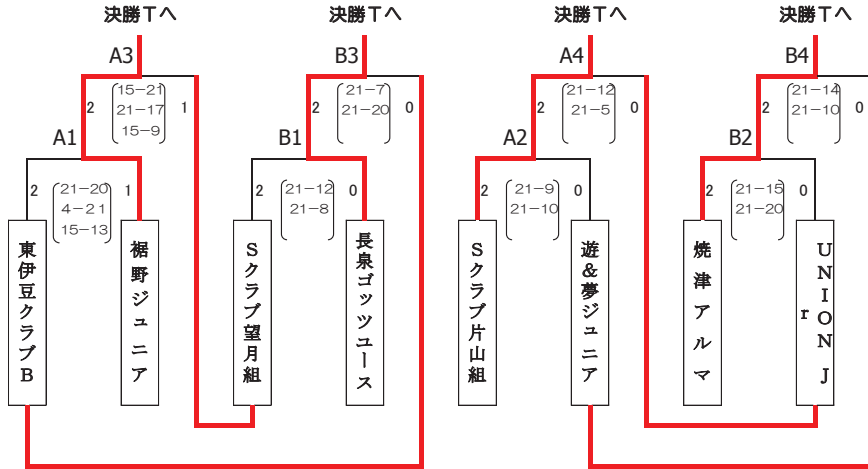 決勝Tへ 決勝Tへ 決勝Tへ 決勝Tへ
A3 B3 A4 B4
2 15-21 1
21-17
15-9
2 21-7 0
21-20
2 21-12 0
21-5
2 21-14 0
21-10
A1 B1 A2 B2
2 21-20 1
4-21
15-13
2 21-12 0
21-8
2 21-9 0
21-10
2 21-15 0
21-20
東伊豆クラブB
裾野ジュニア
Sクラブ望月組
長泉ゴッツユース
Sクラブ片山組
遊&夢ジュニア
焼津アルマ
UNION Jr